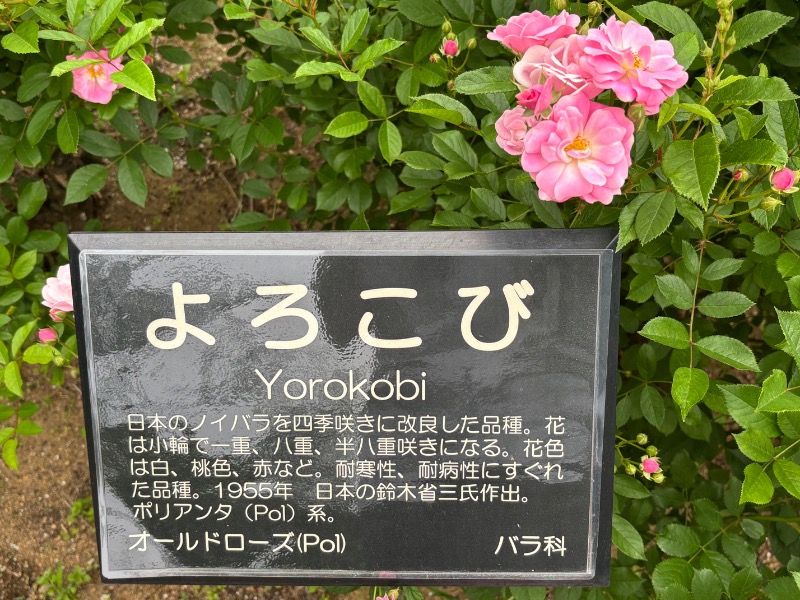 よろこび
Yorokobi
日本のノイバラを四季咲きに改良した品種。花
は小輪で一重、八重、半八重咲きになる。花色
は白、桃色、赤など。耐寒性、耐病性にすぐれ
た品種。1955年　日本の鈴木省三氏作出。
ポリアンタ（Pol）系。
オールドローズ(Pol)　バラ科